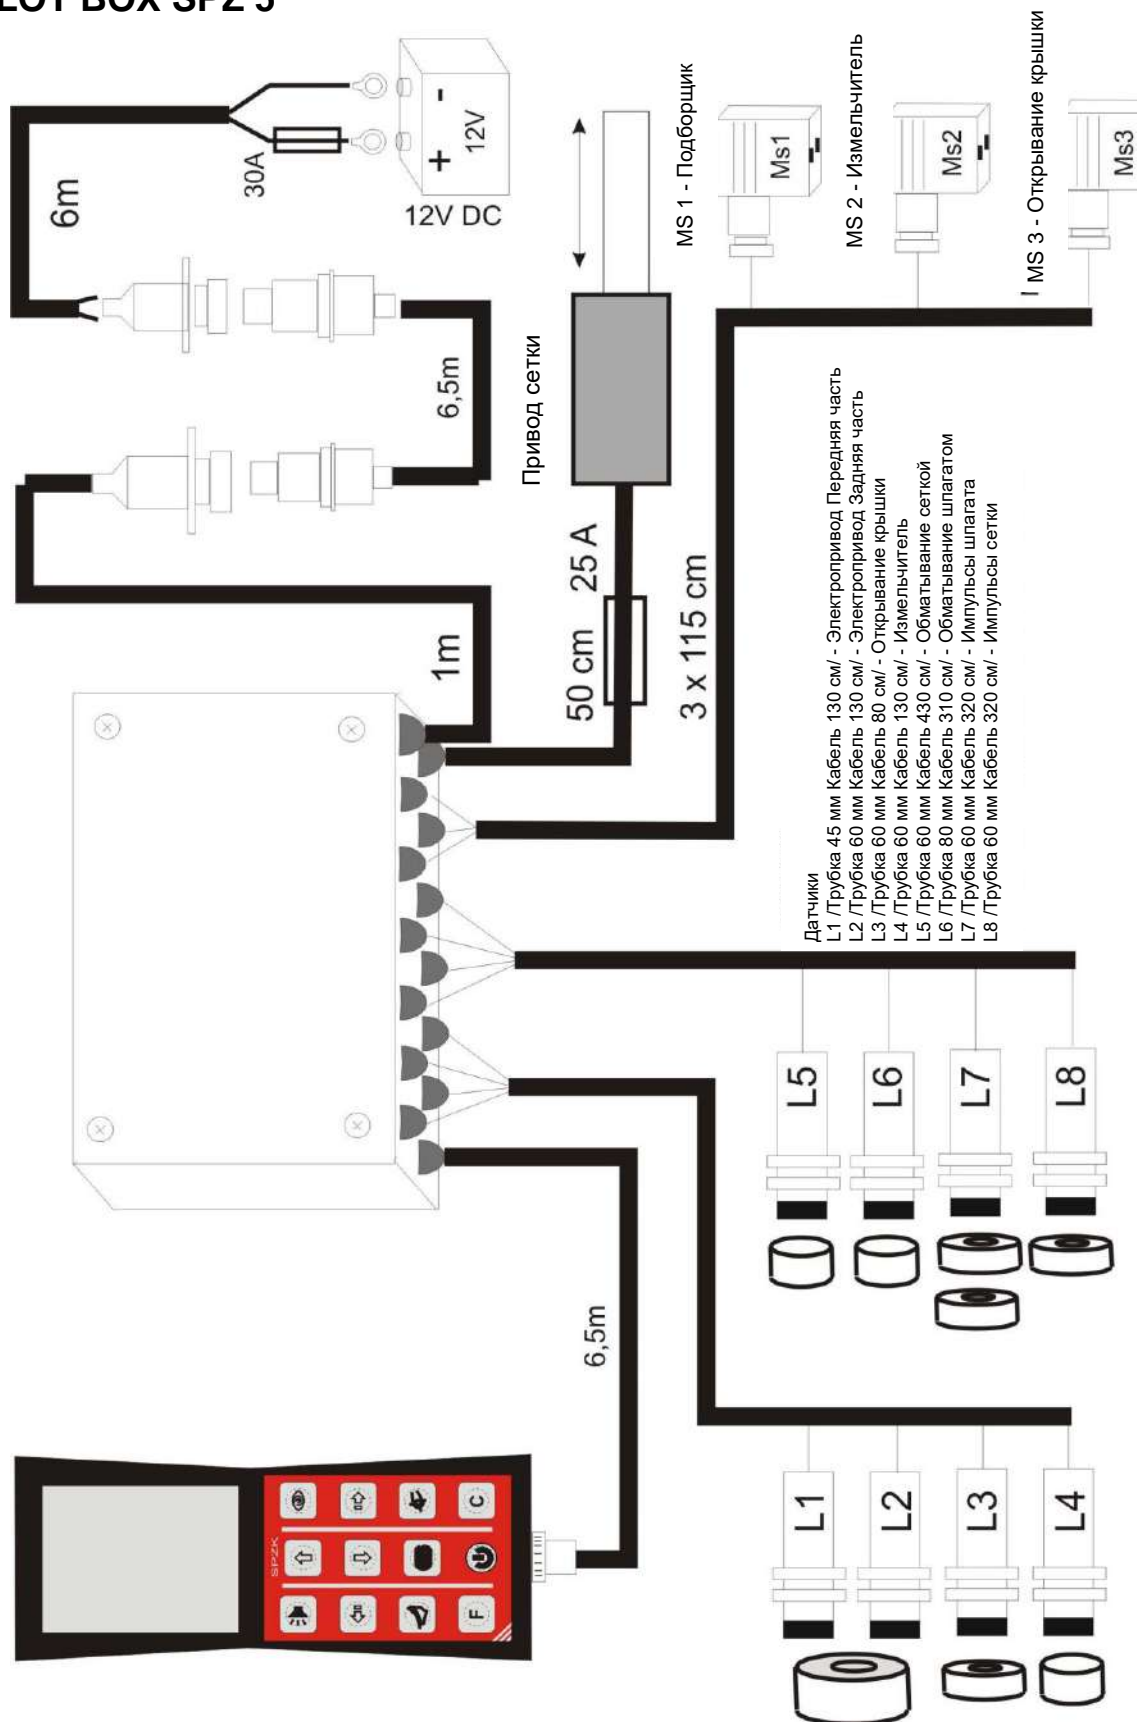 LOT BOX SPZ 3
6m
30A
+ -
12V
12V DC
6,5m
1m
Привод сетки
50 cm 25 A
3 x 115 cm
MS 1 - Подборщик
Ms1
MS 2 - Измельчитель
Ms2
MS 3 - Открывание крышки
Ms3
Датчики
L1 /Трубка 45 мм Кабель 130 см/ - Электропривод Передняя часть
L2 /Трубка 60 мм Кабель 130 см/ - Электропривод Задняя часть
L3 /Трубка 60 мм Кабель 80 см/ - Открывание крышки
L4 /Трубка 60 мм Кабель 130 см/ - Измельчитель
L5 /Трубка 60 мм Кабель 430 см/ - Обматывание сеткой
L6 /Трубка 80 мм Кабель 310 см/ - Обматывание шпагатом
L7 /Трубка 60 мм Кабель 320 см/ - Импульсы шпагата
L8 /Трубка 60 мм Кабель 320 см/ - Импульсы сетки
L5
L6
L7
L8
6,5m
SPZK
F
C
L1
L2
L3
L4